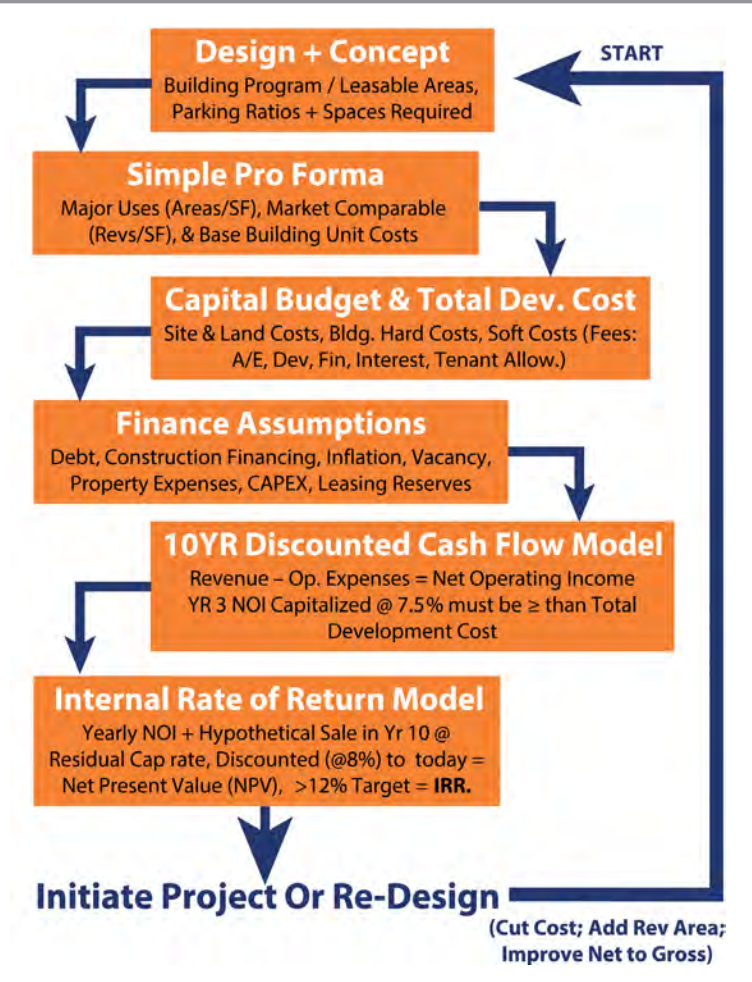 Design + Concept
START
Building Program / Leasable Areas,
Parking Ratios + Spaces Required
Simple Pro Forma
Major Uses (Areas/SF), Market Comparable
(Revs/SF), & Base Building Unit Costs
Capital Budget & Total Dev. Cost
Site & Land Costs, Bldg. Hard Costs, Soft Costs (Fees:
A/E, Dev, Fin, Interest, Tenant Allow.)
Finance Assumptions
Debt, Construction Financing, Inflation, Vacancy,
Property Expenses, CAPEX, Leasing Reserves
10YR Discounted Cash Flow Model
Revenue – Op. Expenses = Net Operating Income
YR 3 NOI Capitalized @ 7.5% must be ≥ than Total
Development Cost
Internal Rate of Return Model
Yearly NOI + Hypothetical Sale in Yr 10 @
Residual Cap rate, Discounted (@8%) to today =
Net Present Value (NPV), >12% Target = IRR.
Initiate Project Or Re-Design
(Cut Cost; Add Rev Area;
Improve Net to Gross)